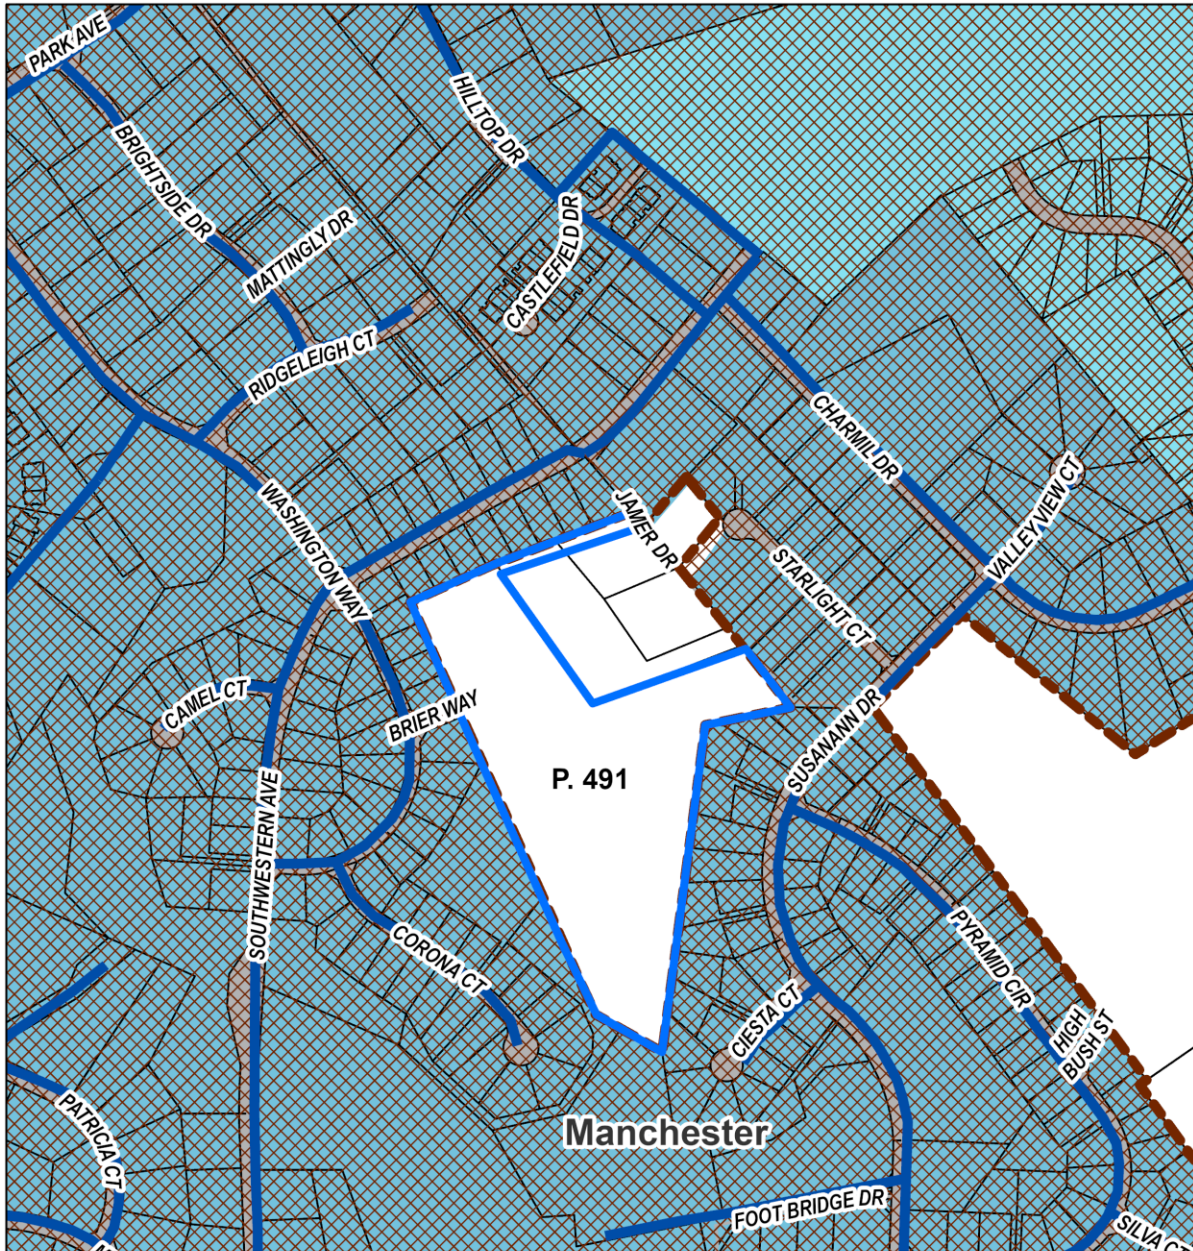 PARK AVE
HILLTOP DR
BRIGHTSIDE DR
MATTINGLY DR
CASTLEFIELD DR
RIDGELEIGH CT
CHARMIL DR
WASHINGTON WAY
JAMER DR
VALLEY VIEW CT
STARLIGHT CT
CAMEL CT
BRIER WAY
SUSANANN DR
P. 491
SOUTHWESTERN AVE
CORONA CT
PYRAMID CIR
CIESTA CT
HIGH
BUSH ST
PATRICIA CT
Manchester
FOOT BRIDGE DR
SILVA CT